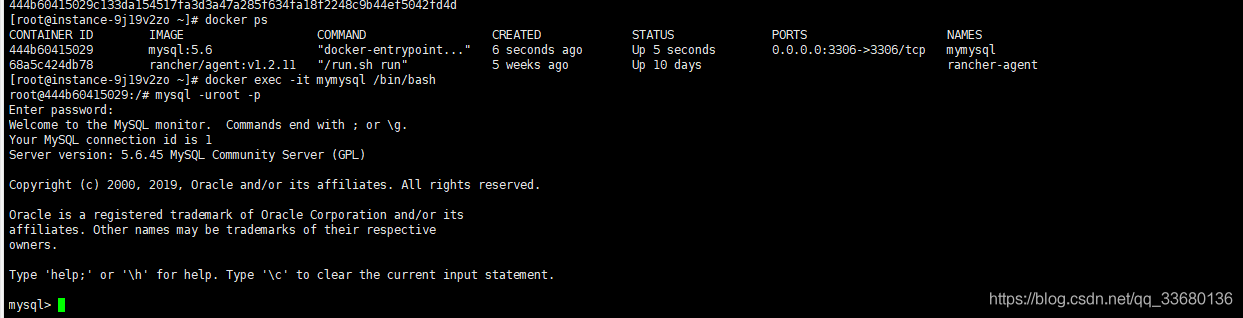 444b60415029c133da154517fa3d3a47a285f634fa18f2248c9b44ef5042fd4d
[root@instance-9j19v2zo ~]# docker ps
CONTAINER ID        IMAGE                   COMMAND                  CREATED             STATUS              PORTS                    NAMES
444b60415029        mysql:5.6               "docker-entrypoint..."   6 seconds ago       Up 5 seconds        0.0.0.0:3306->3306/tcp   mymysql
68a5c424db78        rancher/agent:v1.2.11   "/run.sh run"            5 weeks ago         Up 10 days                                   rancher-agent
[root@instance-9j19v2zo ~]# docker exec -it mymysql /bin/bash
root@444b60415029:/# mysql -uroot -p
Enter password:
Welcome to the MySQL monitor.  Commands end with ; or \g.
Your MySQL connection id is 1
Server version: 5.6.45 MySQL Community Server (GPL)
Copyright (c) 2000, 2019, Oracle and/or its affiliates. All rights reserved.
Oracle is a registered trademark of Oracle Corporation and/or its
affiliates. Other names may be trademarks of their respective
owners.
Type 'help;' or '\h' for help. Type '\c' to clear the current input statement.
mysql>
https://blog.csdn.net/qq_33680136